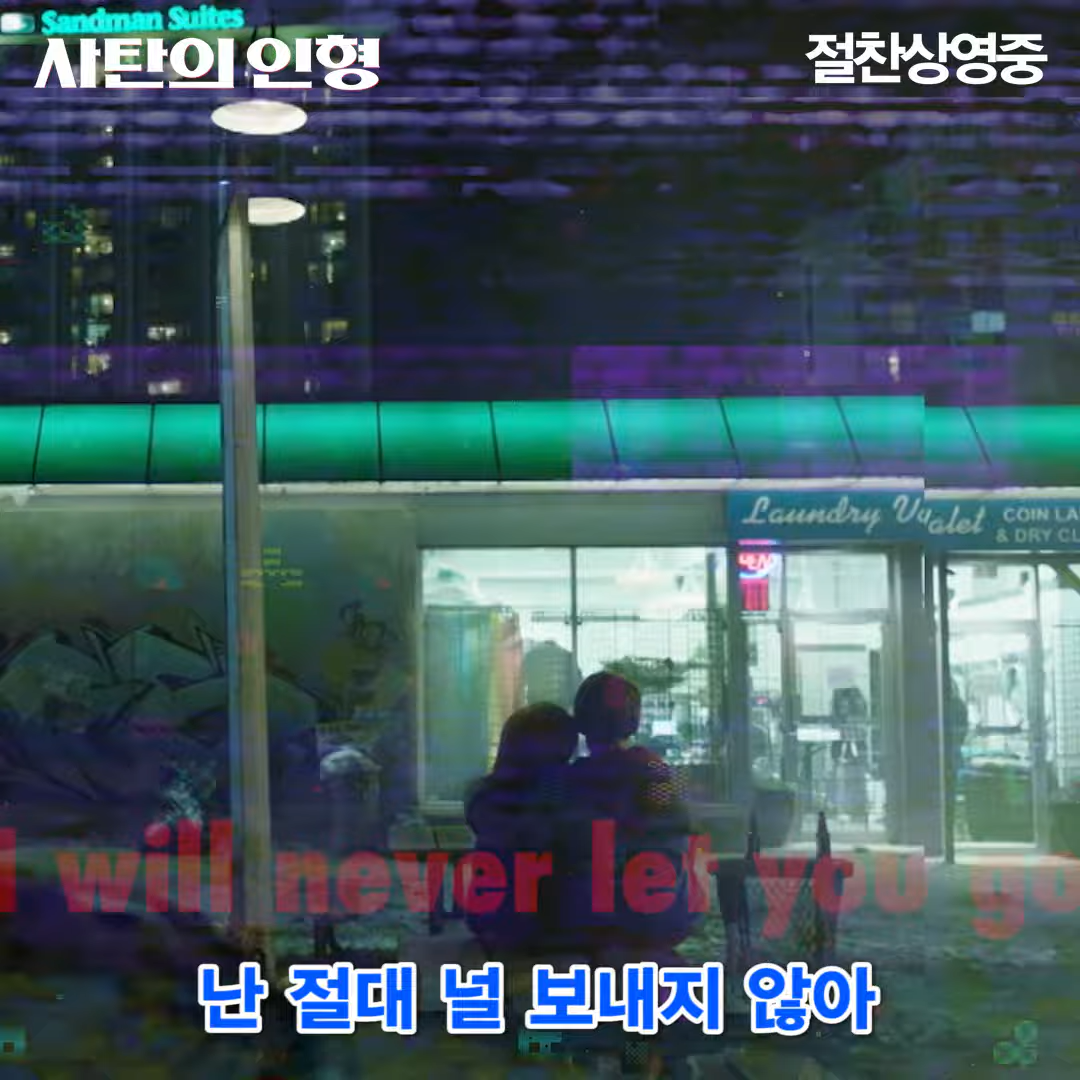 Sandman Suites
사탄의 인형
절찬상영중
Laundry Valet
COIN LA
& DRY CL
I will never let you go
난 절대 널 보내지 않아